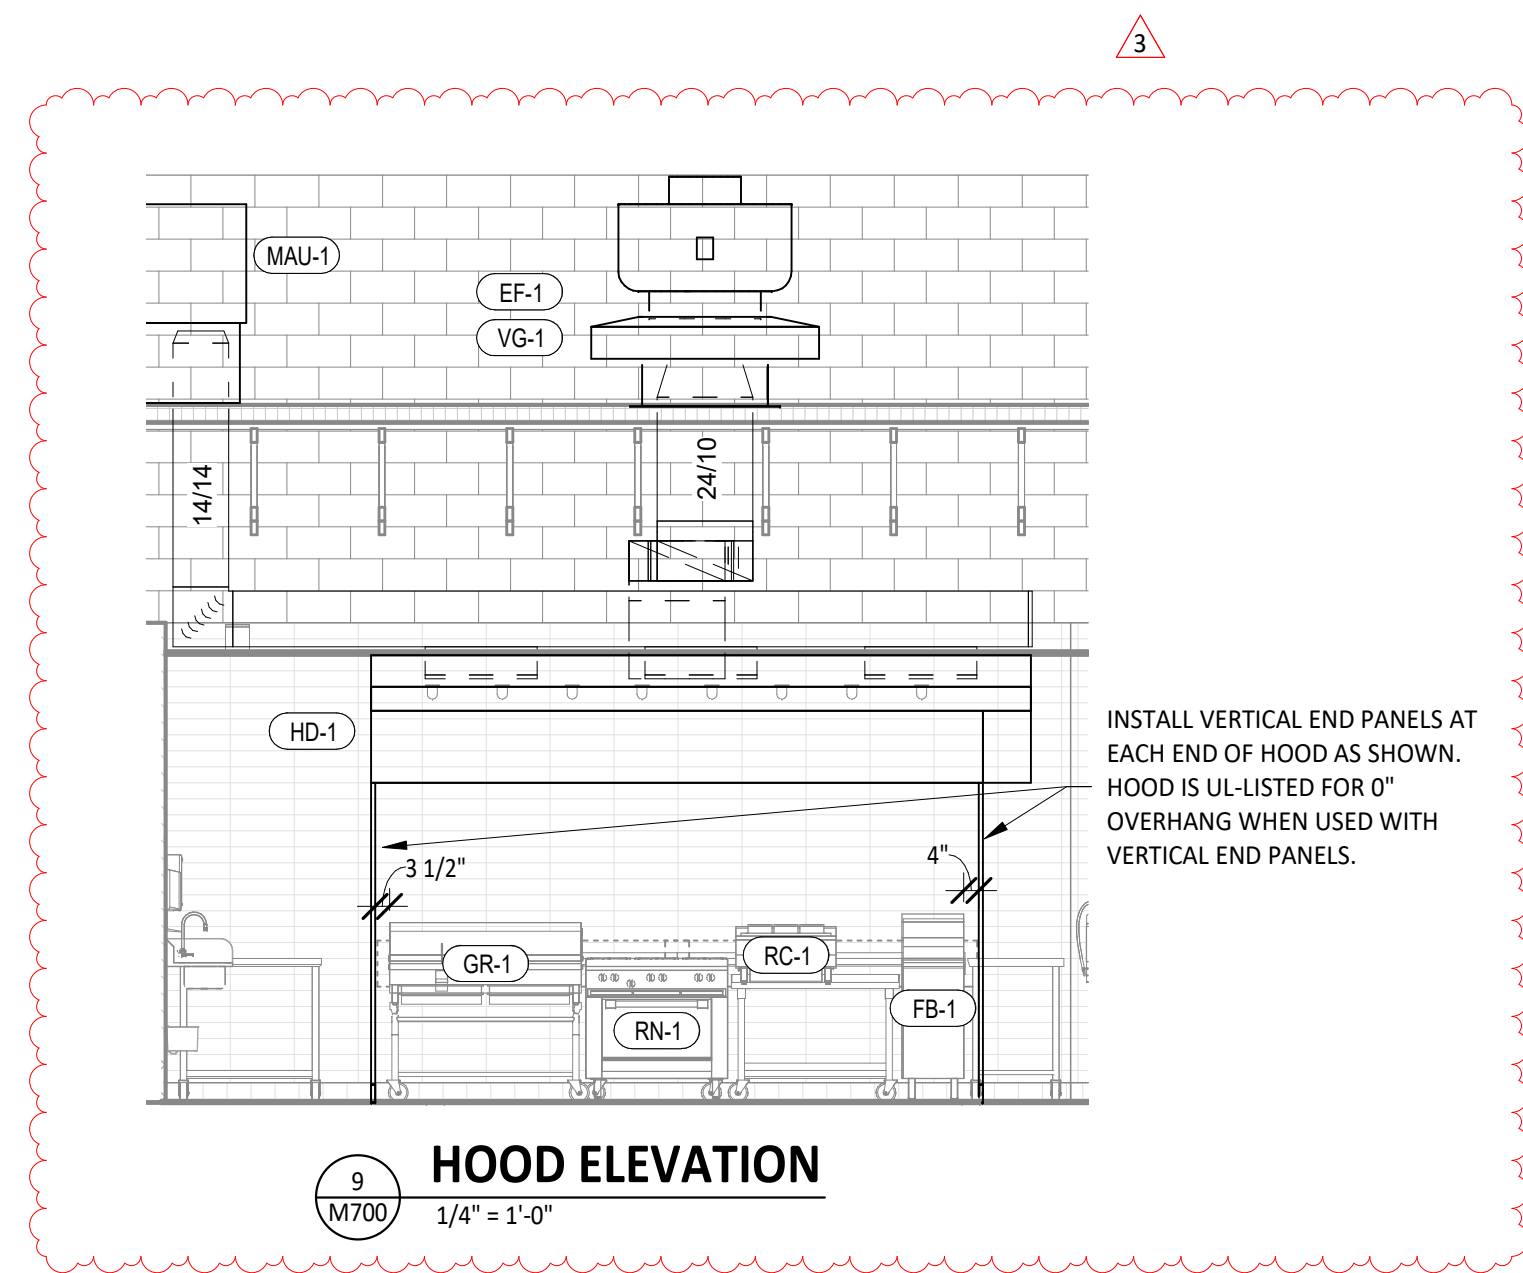 3
MAU-1
EF-1
VG-1
14/14
24/10
HD-1
INSTALL VERTICAL END PANELS AT
EACH END OF HOOD AS SHOWN.
HOOD IS UL-LISTED FOR 0"
OVERHANG WHEN USED WITH
VERTICAL END PANELS.
3 1/2"
4"
GR-1
RC-1
FB-1
RN-1
9
M700
HOOD ELEVATION
1/4" = 1'-0"